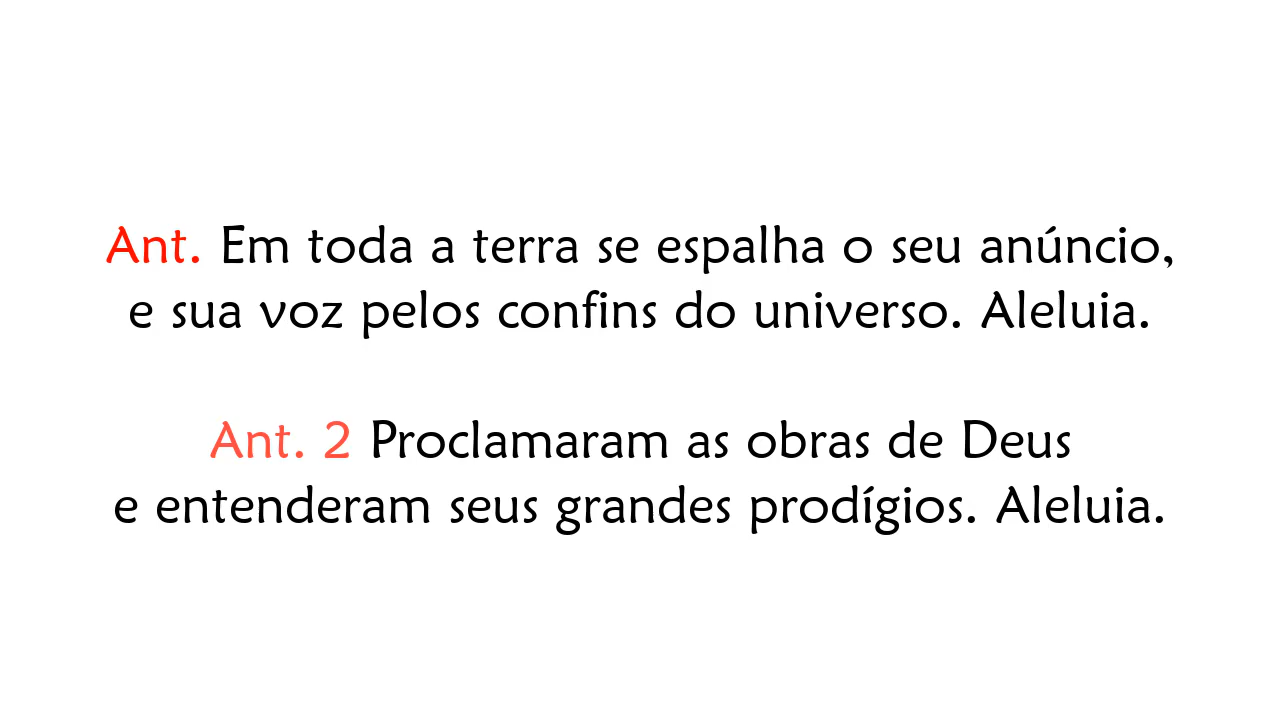 Ant. Em toda a terra se espalha o seu anúncio,
e sua voz pelos confins do universo. Aleluia.
Ant. 2 Proclamaram as obras de Deus
e entenderam seus grandes prodígios. Aleluia.